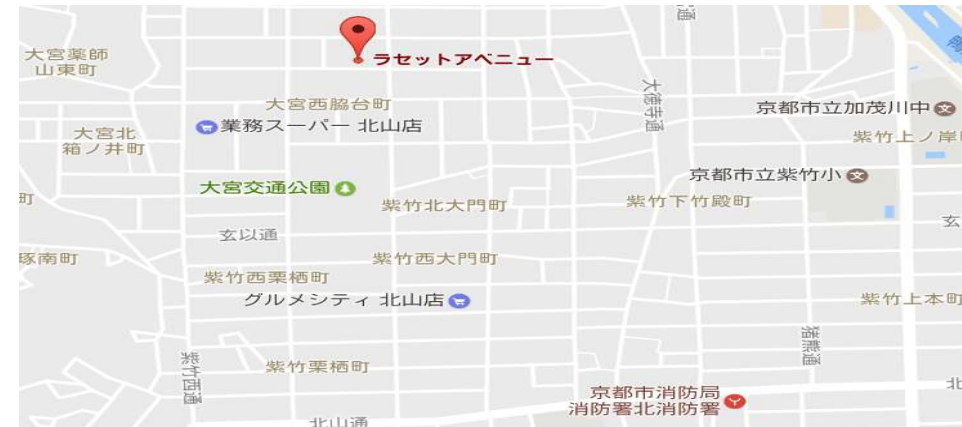 通
大宮薬師
山東町
ラセットアベニュー
大宮西脇台町
大徳寺通
京都市立加茂川中
業務スーパー 北山店
大宮北
箱ノ井町
紫竹上ノ岸町
京都市立紫竹小
大宮交通公園
町
紫竹北大門町
紫竹下竹殿町
玄以通
玄
塚南町
紫竹西大門町
紫竹西栗栖町
グルメシティ 北山店
紫竹上本町
猪熊通
紫竹西通
紫竹栗栖町
京都市消防局
消防署北消防署
北
北山通